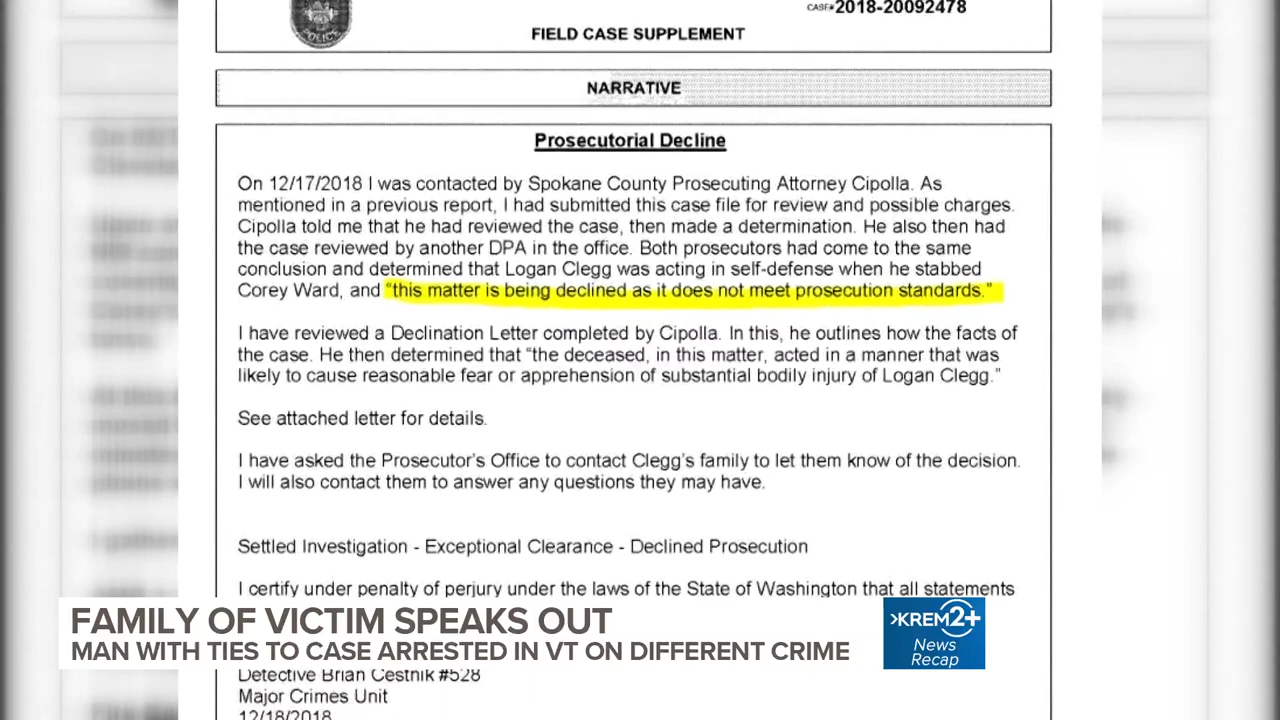 CASE# 2018-20092478
POLICE
FIELD CASE SUPPLEMENT
NARRATIVE
Prosecutorial Decline
On 12/17/2018 I was contacted by Spokane County Prosecuting Attorney Cipolla. As
mentioned in a previous report, I had submitted this case file for review and possible charges.
Cipolla told me that he had reviewed the case, then made a determination. He also then had
the case reviewed by another DPA in the office. Both prosecutors had come to the same
conclusion and determined that Logan Clegg was acting in self-defense when he stabbed
Corey Ward, and “this matter is being declined as it does not meet prosecution standards.”
I have reviewed a Declination Letter completed by Cipolla. In this, he outlines how the facts of
the case. He then determined that “the deceased, in this matter, acted in a manner that was
likely to cause reasonable fear or apprehension of substantial bodily injury of Logan Clegg.”
See attached letter for details.
I have asked the Prosecutor's Office to contact Clegg's family to let them know of the decision.
I will also contact them to answer any questions they may have.
Settled Investigation - Exceptional Clearance - Declined Prosecution
I certify under penalty of perjury under the laws of the State of Washington that all statements
FAMILY OF VICTIM SPEAKS OUT
MAN WITH TIES TO CASE ARRESTED IN VT ON DIFFERENT CRIME
KREM2+
News
Recap
Detective Brian Cestnik #528
Major Crimes Unit
12/18/2018